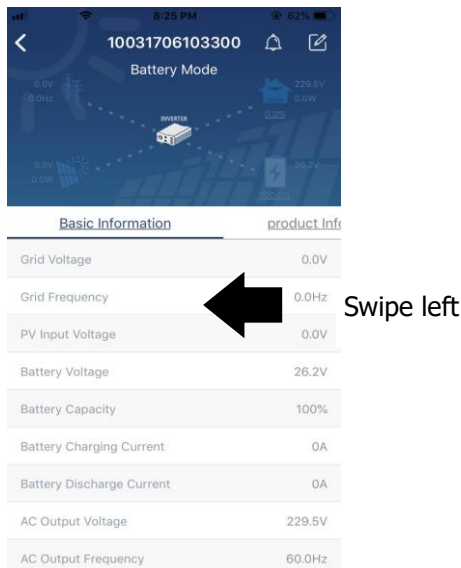 8:25 PM 62%
10031706103300
Battery Mode
0.0V
0.0Hz
229.5V
0.0W
0.0%
INVERTER
0.0V
0.0W
26.2V
100.0%
Basic Information product Info
Grid Voltage 0.0V
Grid Frequency 0.0Hz
Swipe left
PV Input Voltage 0.0V
Battery Voltage 26.2V
Battery Capacity 100%
Battery Charging Current 0A
Battery Discharge Current 0A
AC Output Voltage 229.5V
AC Output Frequency 60.0Hz